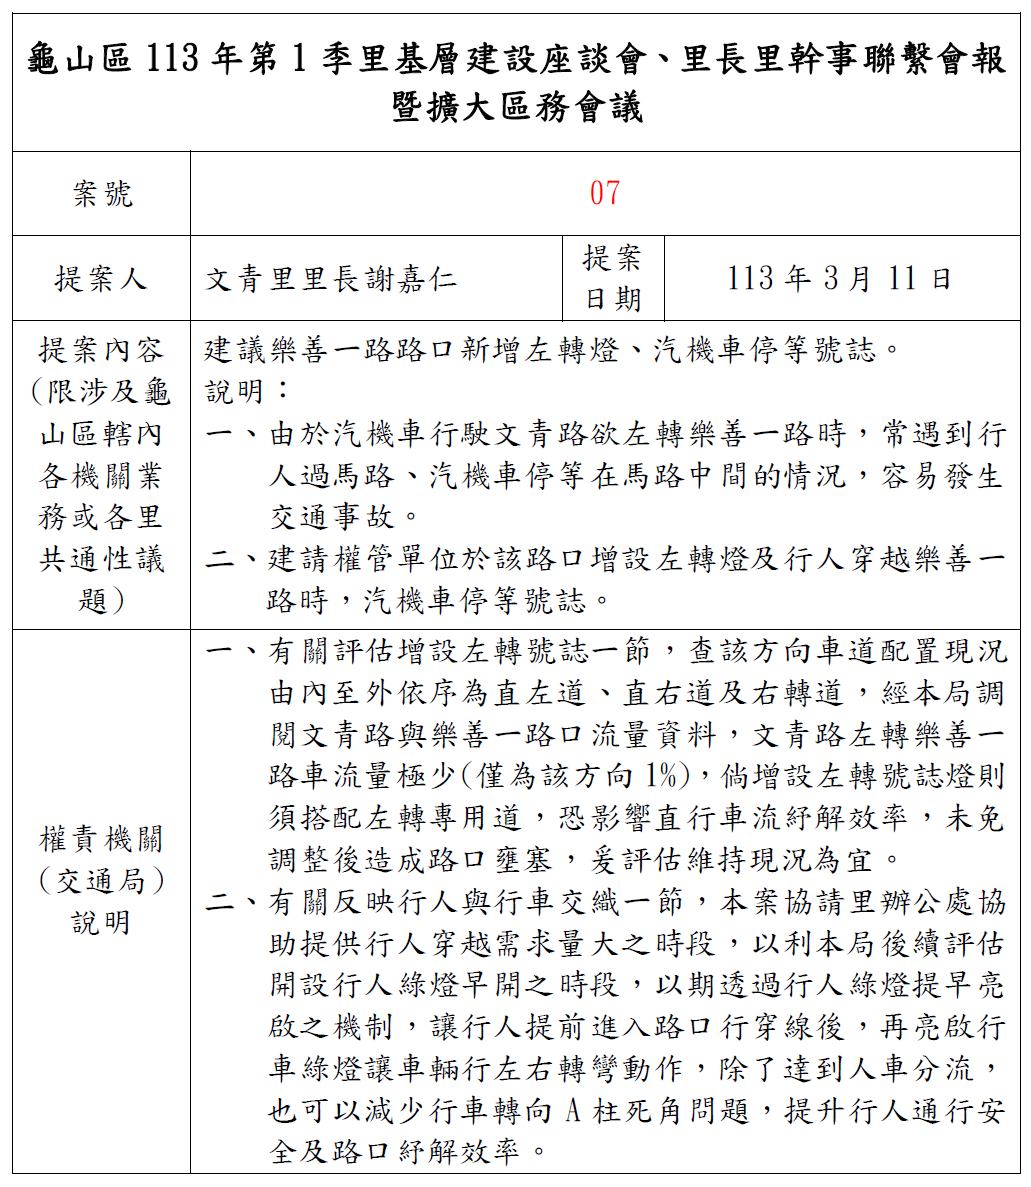 龜山區 113 年第 1 季里基層建設座談會、里長里幹事聯繫會報
暨擴大區務會議
案號
07
提案人
文青里里長謝嘉仁
提案
日期
113 年 3 月 11 日
提案內容
(限涉及龜
山區轄內
各機關業
務或各里
共通性議
題)
建議樂善一路路口新增左轉燈、汽機車停等號誌。
說明：
一、由於汽機車行駛文青路欲左轉樂善一路時，常遇到行
人過馬路、汽機車停等在馬路中間的情況，容易發生
交通事故。
二、建請權管單位於該路口增設左轉燈及行人穿越樂善一
路時，汽機車停等號誌。
權責機關
(交通局)
說明
一、有關評估增設左轉號誌一節，查該方向車道配置現況
由內至外依序為直左道、直右道及右轉道，經本局調
閱文青路與樂善一路口流量資料，文青路左轉樂善一
路車流量極少(僅為該方向 1%)，倘增設左轉號誌燈則
須搭配左轉專用道，恐影響直行車流紓解效率，未免
調整後造成路口壅塞，爰評估維持現況為宜。
二、有關反映行人與行車交織一節，本案協請里辦公處協
助提供行人穿越需求量大之時段，以利本局後續評估
開設行人綠燈早開之時段，以期透過行人綠燈提早亮
啟之機制，讓行人提前進入路口行穿線後，再亮啟行
車綠燈讓車輛行左右轉彎動作，除了達到人車分流，
也可以減少行車轉向 A 柱死角問題，提升行人通行安
全及路口紓解效率。